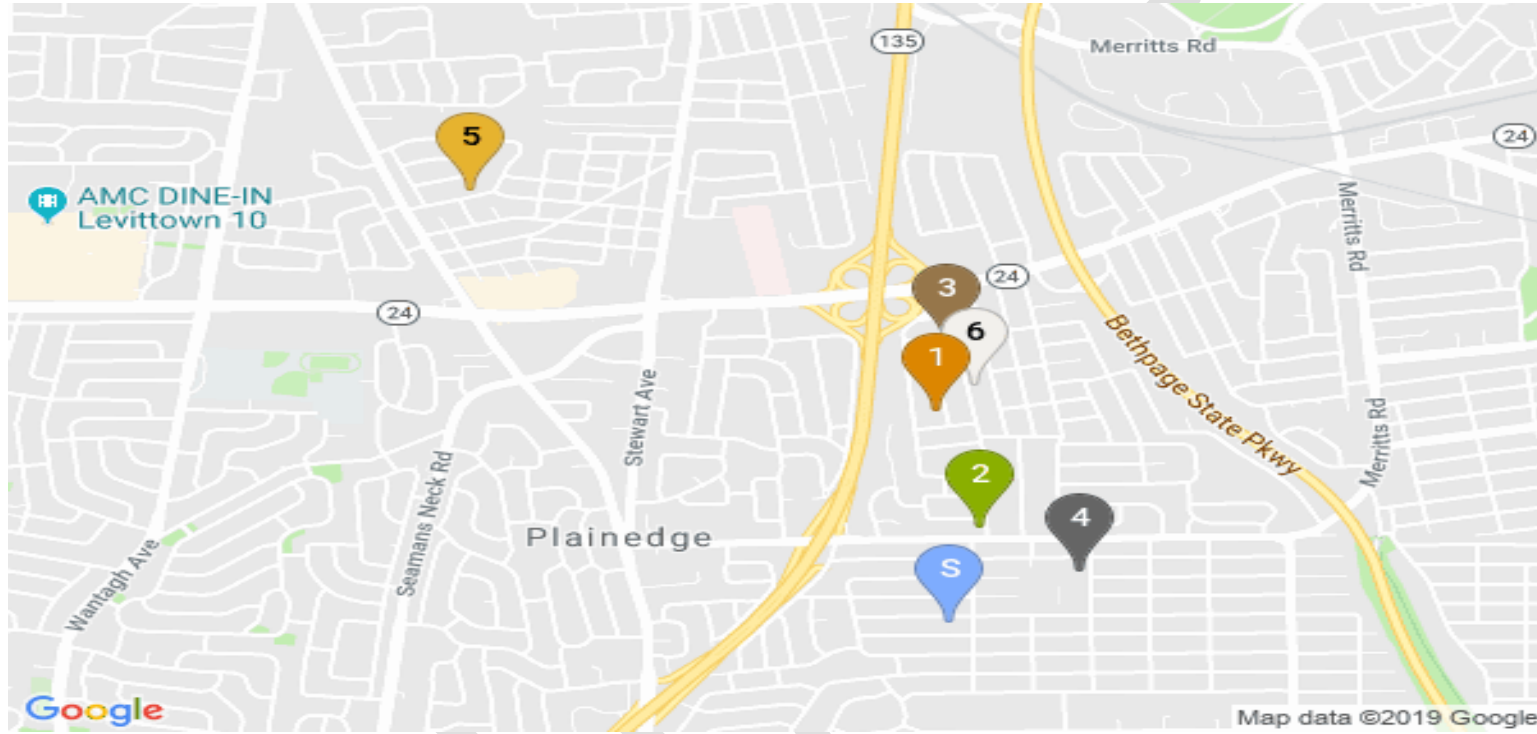 135
Merritts Rd
24
5
AMC DINE-IN
Levittown 10
Merritts Rd
24
3
24
6
1
Bethpage State Pkwy
Stewart Ave
Merritts Rd
Seamans Neck Rd
2
4
Plainedge
S
Wantagh Ave
Google
Map data ©2019 Google